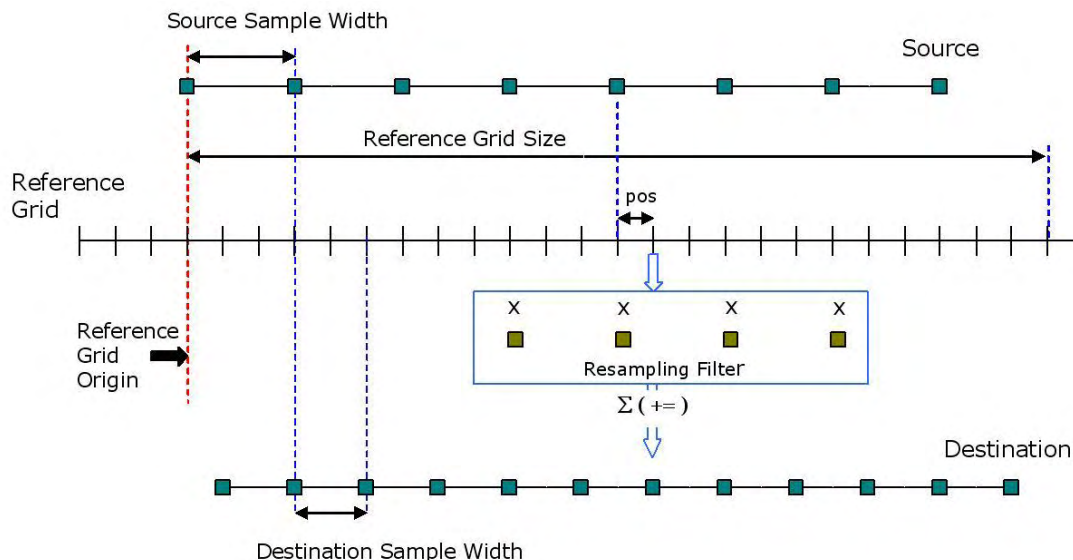 Source Sample Width
Source
Reference Grid Size
Reference
Grid
pos
x x x x
Reference
Grid
Origin
Resampling Filter
Σ ( += )
Destination
Destination Sample Width